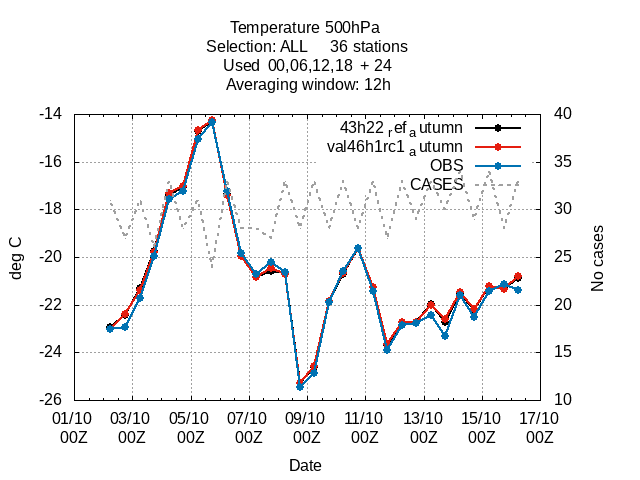 Temperature 500hPa
Selection: ALL 36 stations
Used 00,06,12,18 + 24
Averaging window: 12h
43h22 refa utumn
val46h1rc1 a utumn
OBS
CASES
deg C
-14
-16
-18
-20
-22
-24
-26
40
35
30
25
20
15
10
No cases
01/10 03/10 05/10 07/10 09/10 11/10 13/10 15/10 17/10
00Z 00Z 00Z 00Z 00Z 00Z 00Z 00Z 00Z
Date